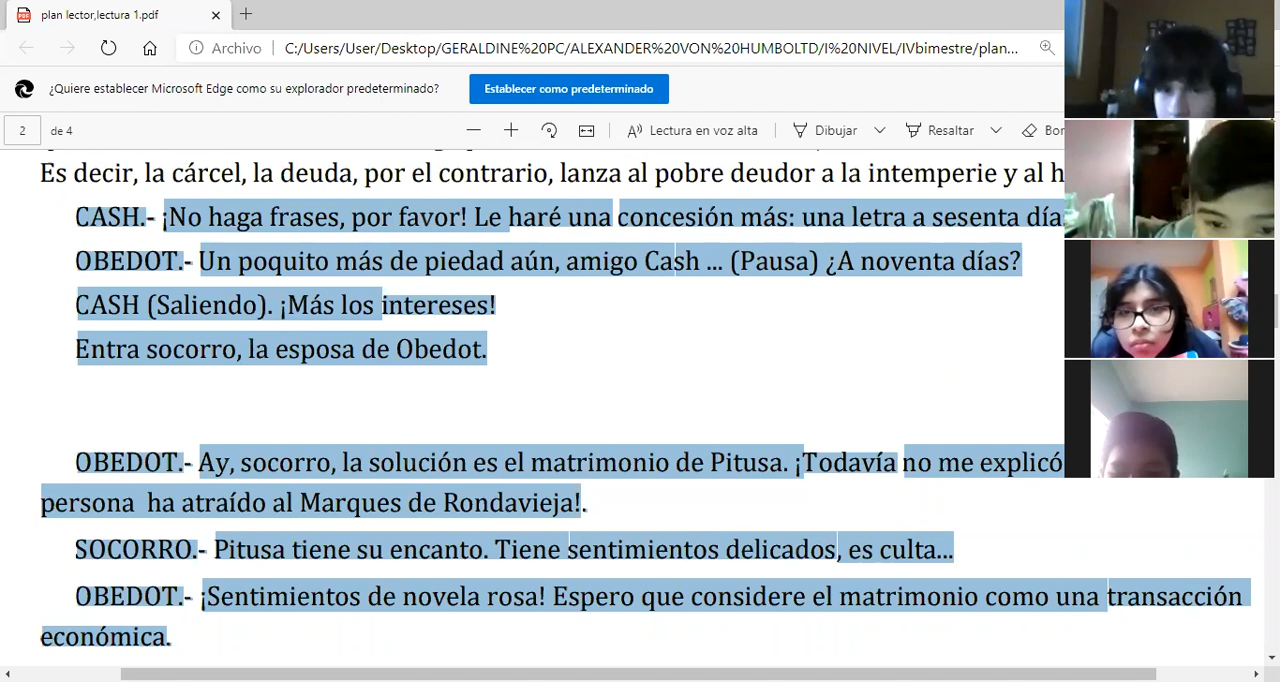 plan lector,lectura 1.pdf
Archivo C:/Users/User/Desktop/GERALDINE%20PC/ALEXANDER%20VON%20HUMBOLTD/I%20NIVEL/IVbimestre/plan...
¿Quiere establecer Microsoft Edge como su explorador predeterminado? Establecer como predeterminado
2 de 4 Lectura en voz alta Dibujar Resaltar
Es decir, la cárcel, la deuda, por el contrario, lanza al pobre deudor a la intemperie y al
CASH.- ¡No haga frases, por favor! Le haré una concesión más: una letra a sesenta días
OBEDOT.- Un poquito más de piedad aún, amigo Cash ... (Pausa) ¿A noventa días?
CASH (Saliendo). ¡Más los intereses!
Entra socorro, la esposa de Obedot.
OBEDOT.- Ay, socorro, la solución es el matrimonio de Pitusa. ¡Todavía no me explicó
persona ha atraído al Marques de Rondavieja!.
SOCORRO.- Pitusa tiene su encanto. Tiene sentimientos delicados, es culta...
OBEDOT.- ¡Sentimientos de novela rosa! Espero que considere el matrimonio como una transacción
económica.